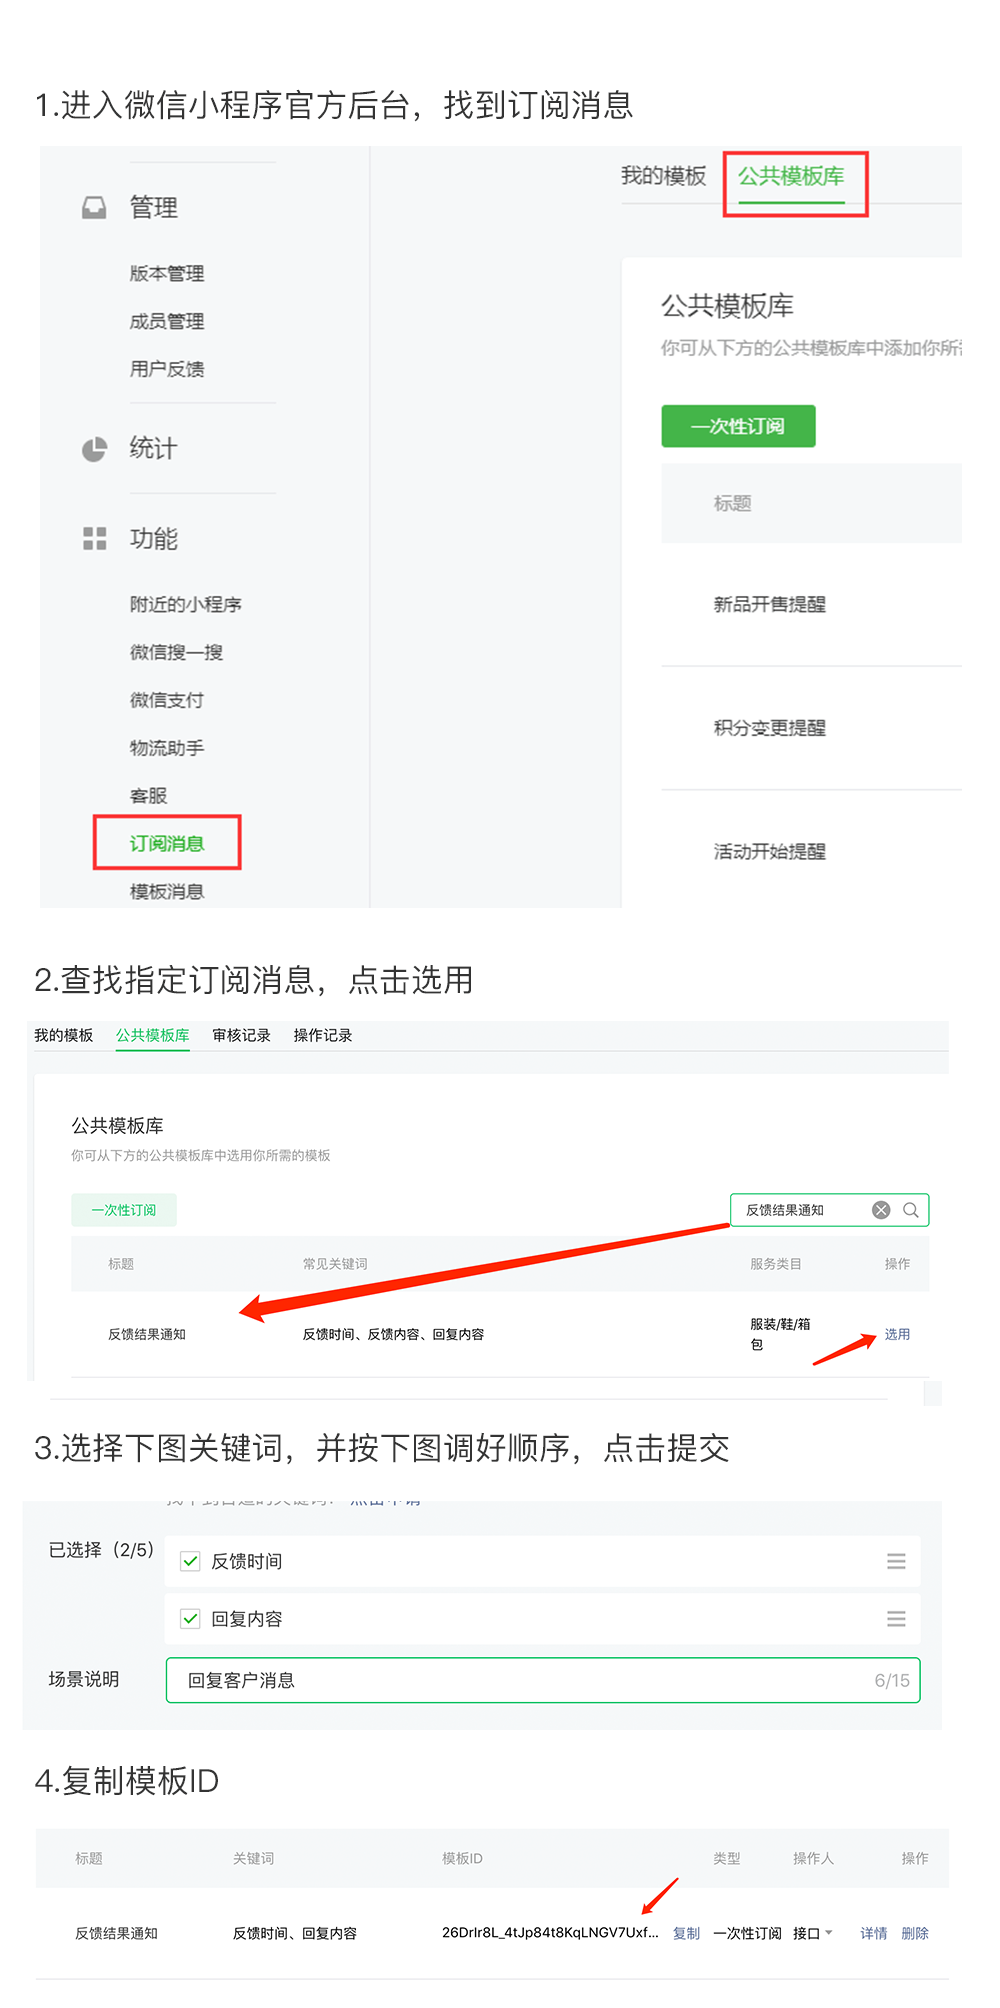 1.进入微信小程序官方后台，找到订阅消息
我的模板 公共模板库
管理
版本管理
成员管理
用户反馈
统计
功能
附近的小程序
微信搜一搜
微信支付
物流助手
客服
订阅消息
模板消息
公共模板库
你可从下方的公共模板库中添加你所
一次性订阅
标题
新品开售提醒
积分变更提醒
活动开始提醒
2.查找指定订阅消息，点击选用
我的模板 公共模板库 审核记录 操作记录
公共模板库
你可从下方的公共模板库中选用你所需的模板
一次性订阅 反馈结果通知
标题 常见关键词 服务类目 操作
反馈结果通知 反馈时间、反馈内容、回复内容 服装/鞋/箱包 选用
3.选择下图关键词，并按下图调好顺序，点击提交
已选择（2/5） 反馈时间
回复内容
场景说明 回复客户消息 6/15
4.复制模板ID
标题 关键词 模板ID 类型 操作人 操作
反馈结果通知 反馈时间、回复内容 26DrIr8L_4tJp84t8KqLNGV7Uxf... 复制 一次性订阅 接口 详情 删除